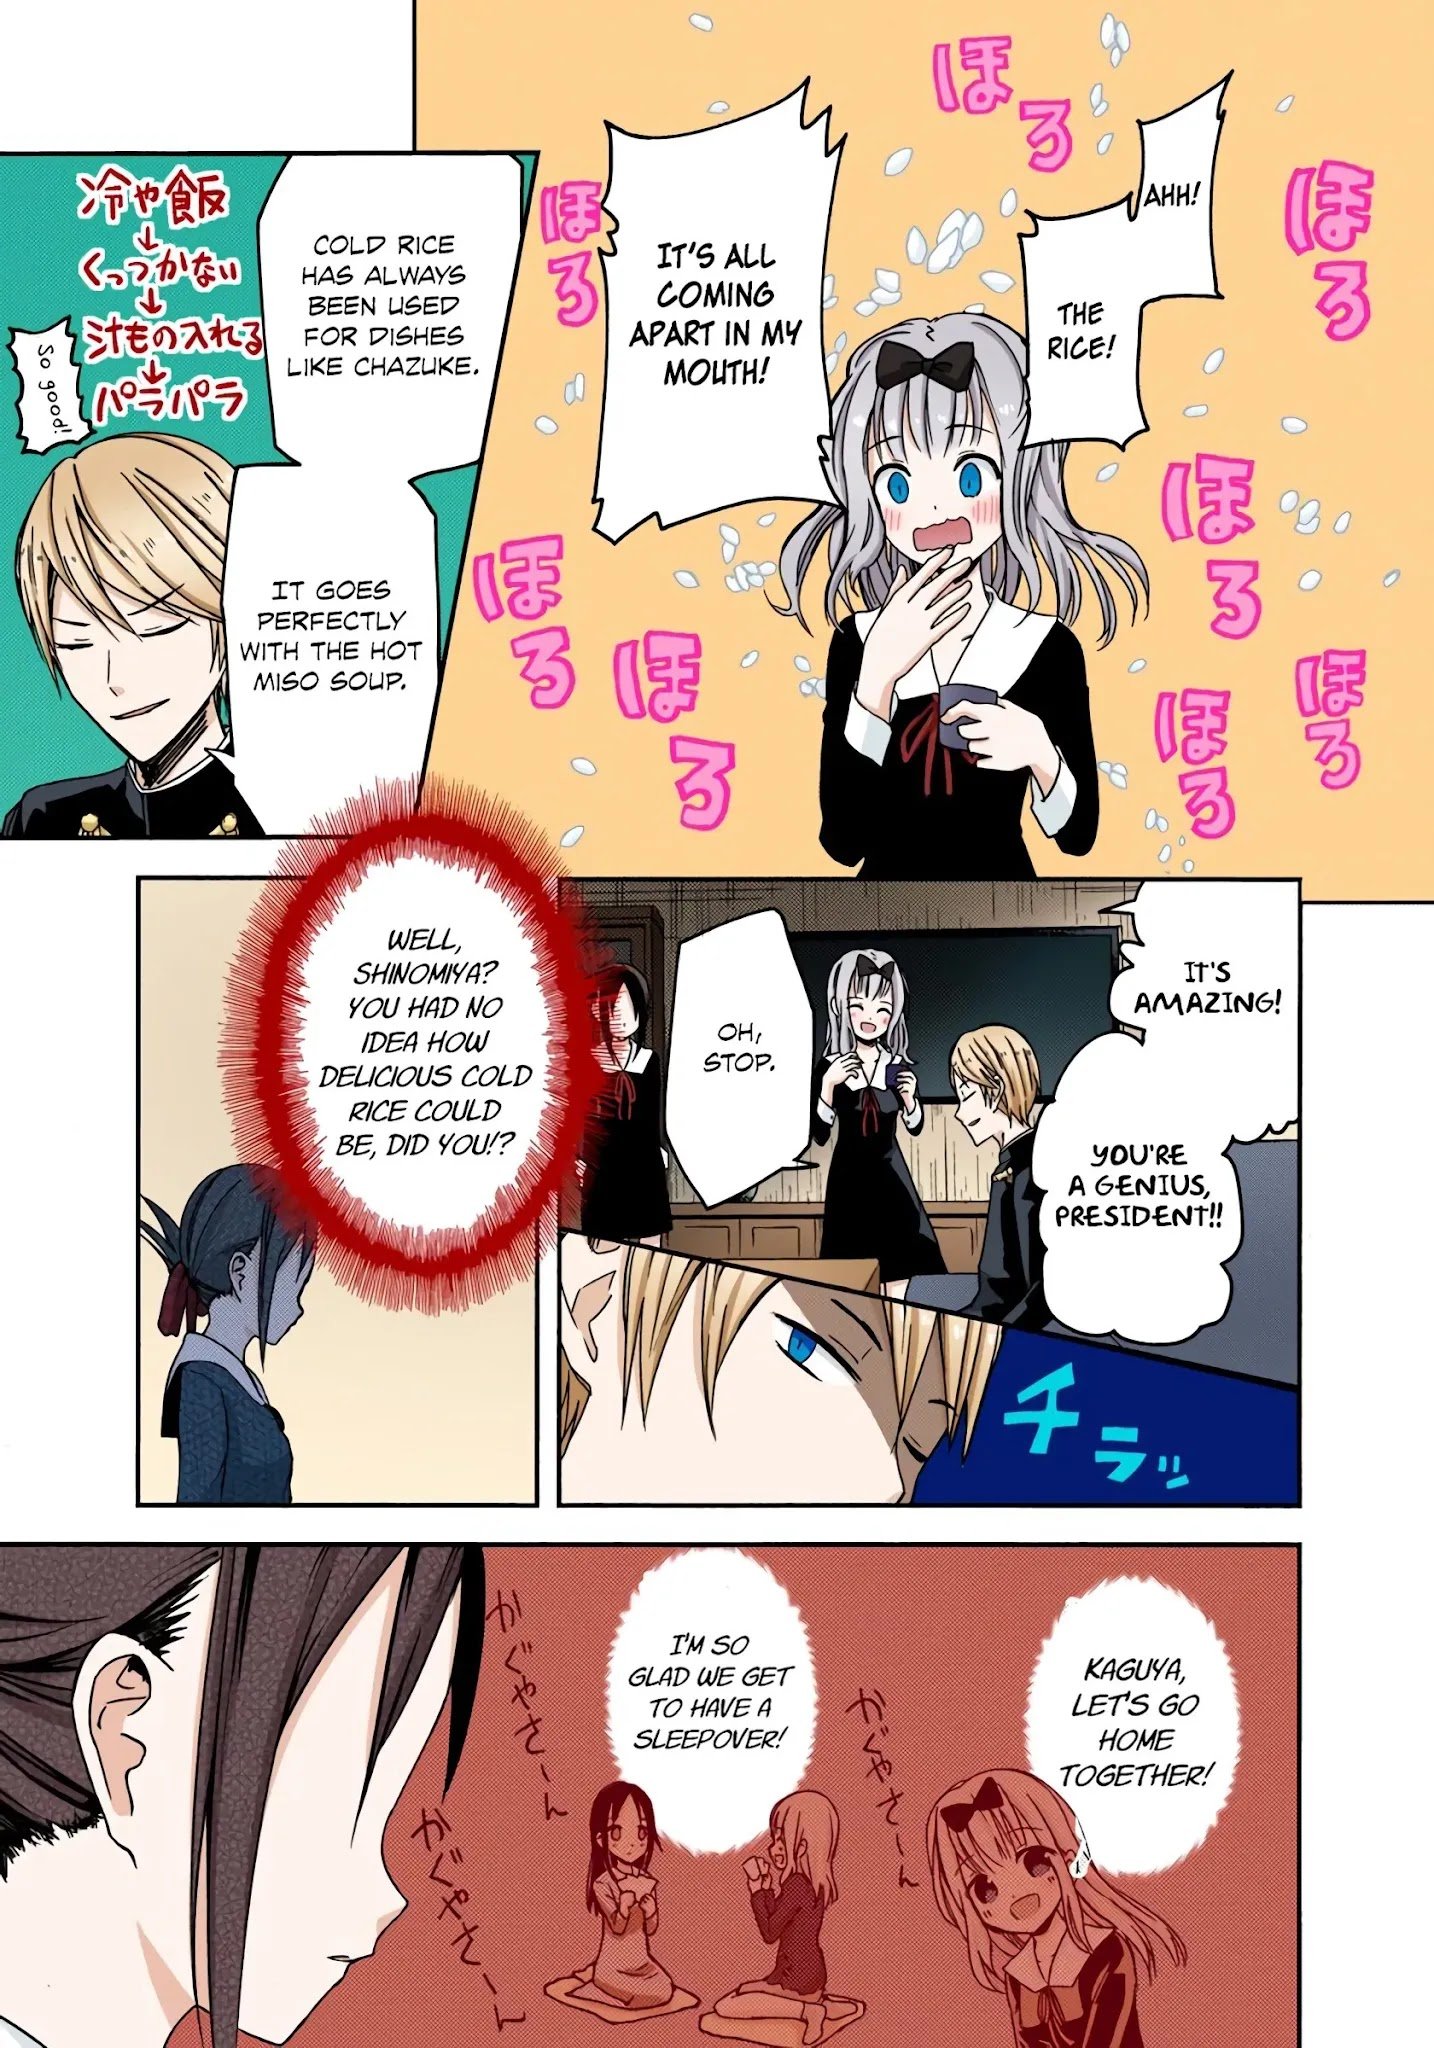 AHH!
THE
RICE!
IT'S ALL
COMING
APART IN MY
MOUTH!
ほろ
ほろ
ほろ
ほろ
ほろ
ほろ
ほろ
ほろ
COLD RICE
HAS ALWAYS
BEEN USED
FOR DISHES
LIKE CHAZUKE.
IT GOES
PERFECTLY
WITH THE HOT
MISO SOUP.
冷や飯
↓
くっつかない
↓
汁もの入れる
↓
パラパラ
So good!
IT'S
AMAZING!
YOU'RE
A GENIUS,
PRESIDENT!!
OH,
STOP.
チラッ
WELL,
SHINOMIYA?
YOU HAD NO
IDEA HOW
DELICIOUS COLD
RICE COULD
BE, DID YOU!?
KAGUYA,
LET'S GO
HOME
TOGETHER!
I'M SO
GLAD WE GET
TO HAVE A
SLEEPOVER!
かぐやさーん
かぐやさーん
かぐやさーん